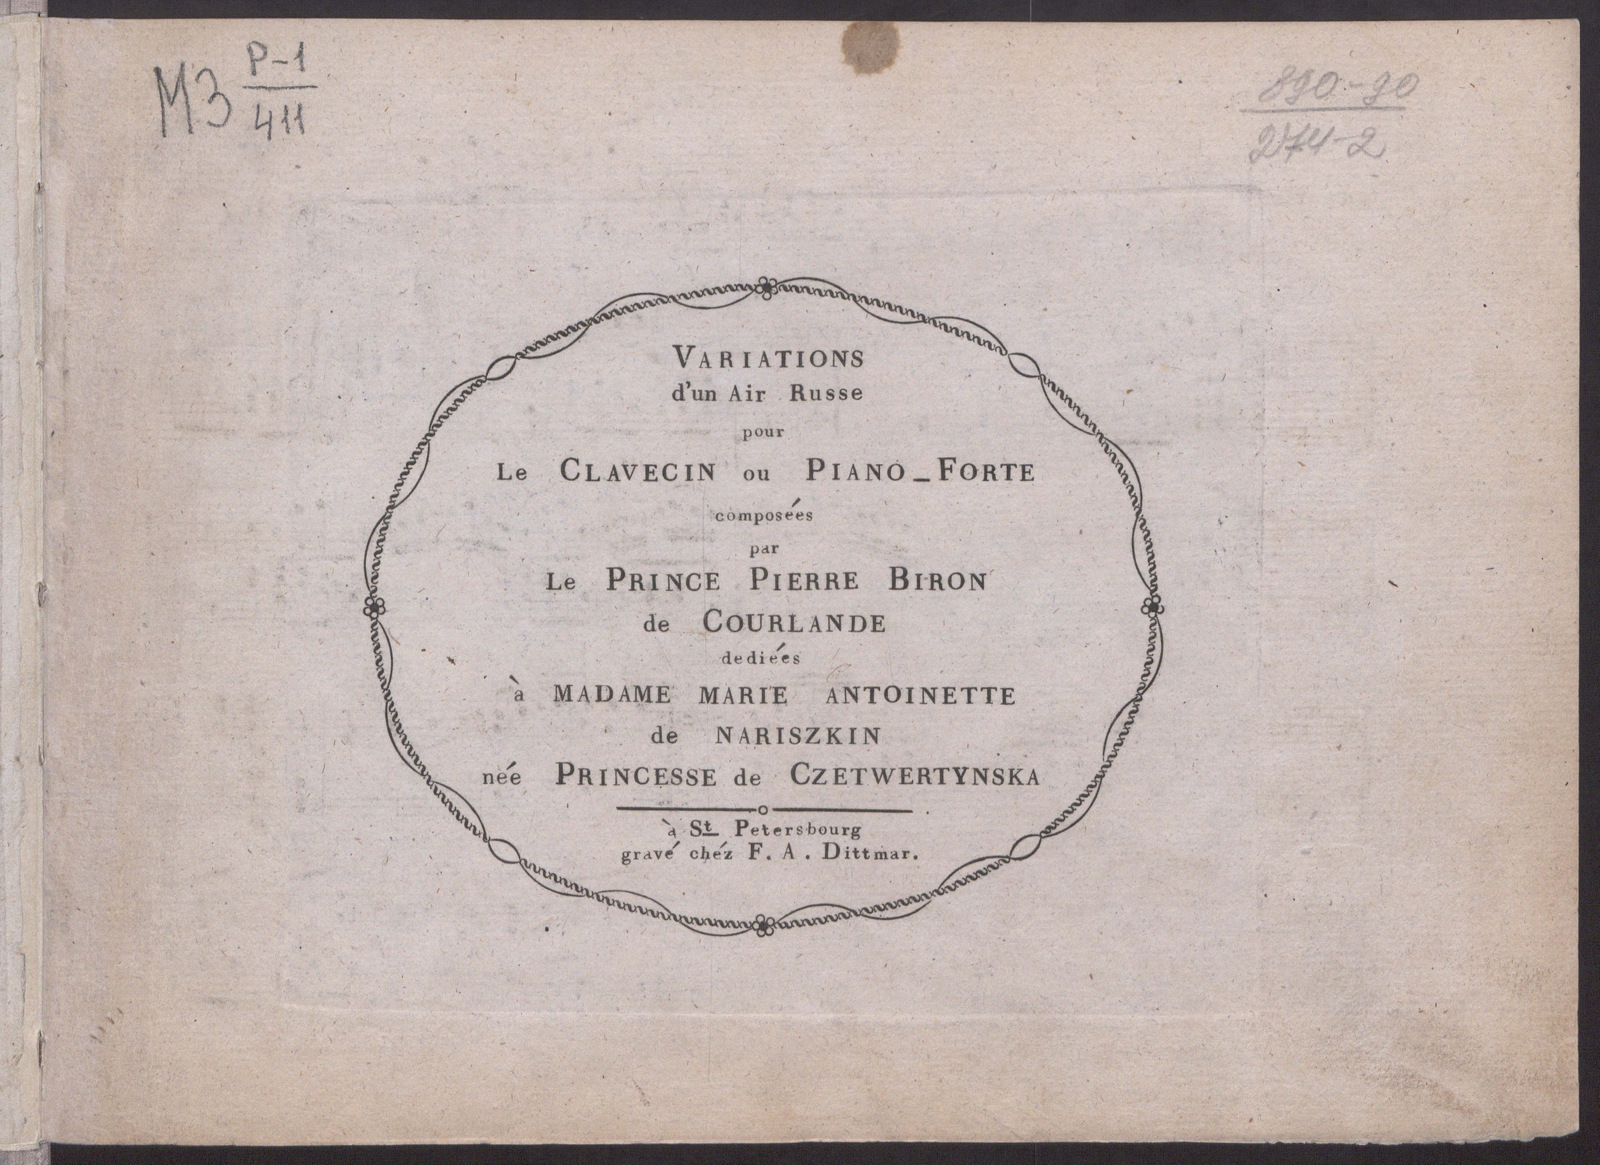 МЗ Р-1
411
890-90
274-2
VARIATIONS
d'un Air Russe
pour
Le CLAVECIN ou PIANO_FORTE
composées
par
Le PRINCE PIERRE BIRON
de COURLANDE
dediées
à MADAME MARIE ANTOINETTE
de NARISZKIN
née PRINCESSE de CZETWERTYNSKA
à St Petersbourg
gravé chéz F. A. Dittmar.